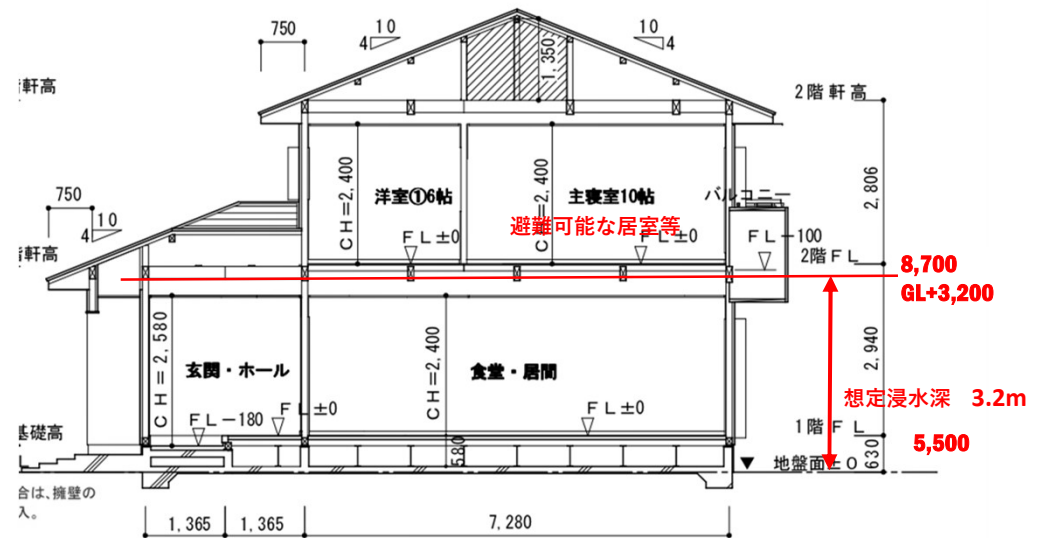 750
10
4
10
4
1,350
軒高
2階軒高
750
10
4
CH=2,400
洋室①6帖
CH=2,400
主寝室10帖
避難可能な居室等
バルコニー
2,806
FL±0
FL±0
FL-100
軒高
2階FL
8,700
GL+3,200
CH=2,580
玄関・ホール
CH=2,400
食堂・居間
2,940
想定浸水深 3.2m
FL-180
FL±0
FL±0
1階FL
基礎高
5,500
580
地盤面±0
630
合は、擁壁の
入。
1,365
1,365
7,280